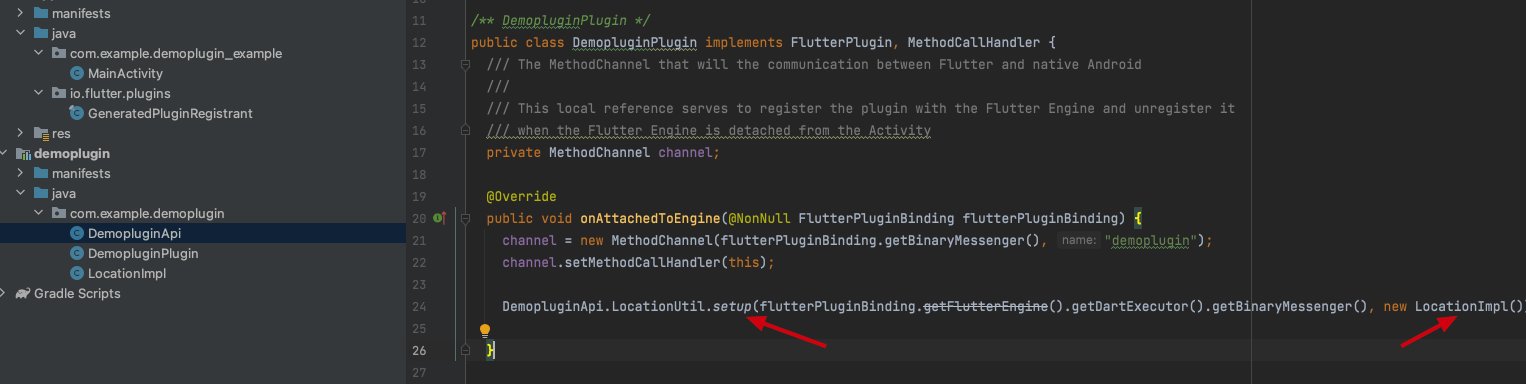 manifests
java
com.example.demoplugin_example
MainActivity
io.flutter.plugins
GeneratedPluginRegistrant
res
demoplugin
manifests
java
com.example.demoplugin
DemopluginApi
DemopluginPlugin
LocationImpl
Gradle Scripts
11 /** DemopluginPlugin */
12 public class DemopluginPlugin implements FlutterPlugin, MethodCallHandler {
13 /// The MethodChannel that will the communication between Flutter and native Android
14 ///
15 /// This local reference serves to register the plugin with the Flutter Engine and unregister it
16 /// when the Flutter Engine is detached from the Activity
17 private MethodChannel channel;
18
19 @Override
20 public void onAttachedToEngine(@NonNull FlutterPluginBinding flutterPluginBinding) {
21 channel = new MethodChannel(flutterPluginBinding.getBinaryMessenger(), name: "demoplugin");
22 channel.setMethodCallHandler(this);
23
24 DemopluginApi.LocationUtil.setup(flutterPluginBinding.getFlutterEngine().getDartExecutor().getBinaryMessenger(), new LocationImpl())
25
26 }
27